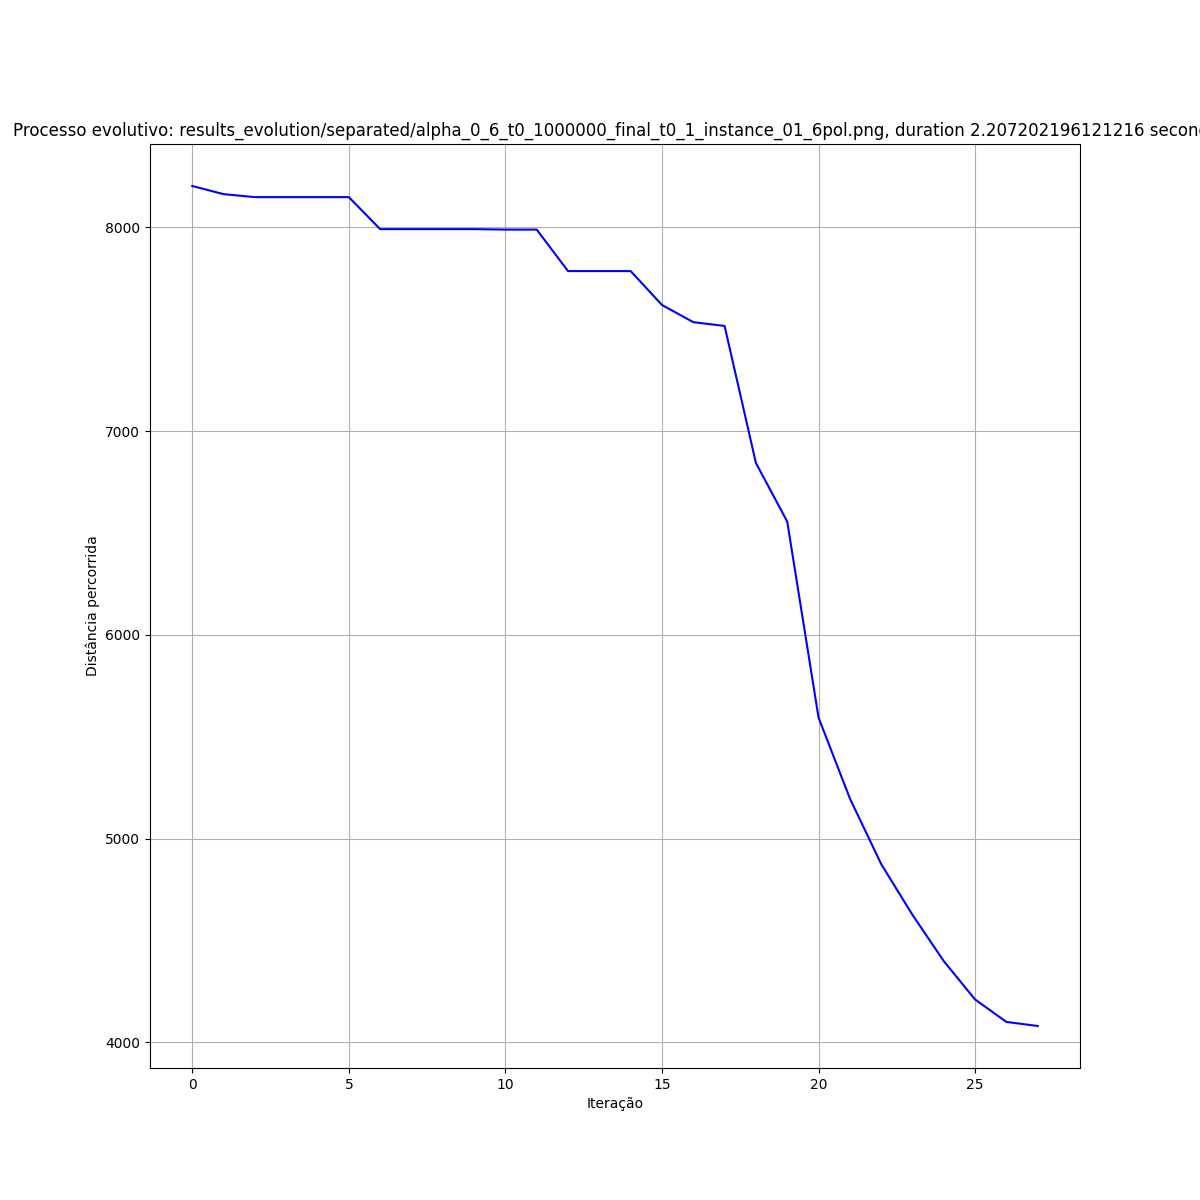 Processo evolutivo: results_evolution/separated/alpha_0_6_t0_1000000_final_t0_1_instance_01_6pol.png, duration 2.207202196121216
8000
7000
6000
5000
4000
Distância percorrida
0 5 10 15 20 25
Iteração